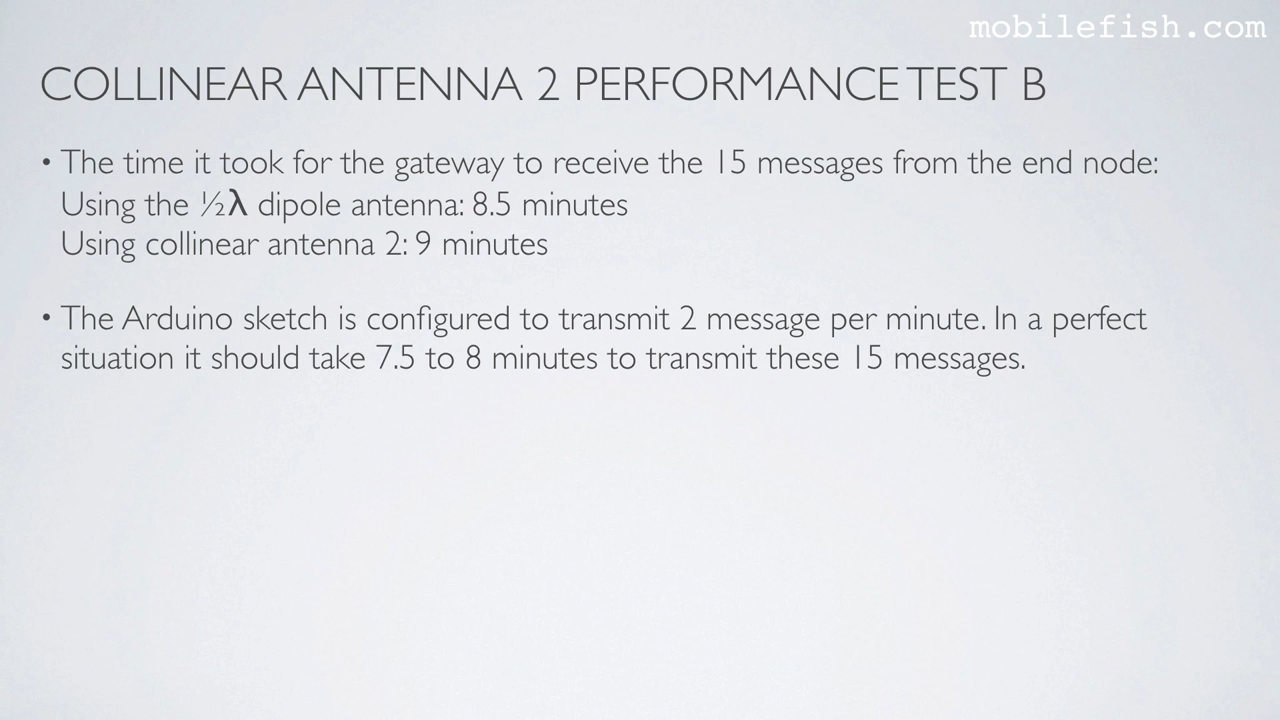 mobilefish.com
COLLINEAR ANTENNA 2 PERFORMANCE TEST B
• The time it took for the gateway to receive the 15 messages from the end node:
Using the ½λ dipole antenna: 8.5 minutes
Using collinear antenna 2: 9 minutes
• The Arduino sketch is configured to transmit 2 message per minute. In a perfect
situation it should take 7.5 to 8 minutes to transmit these 15 messages.